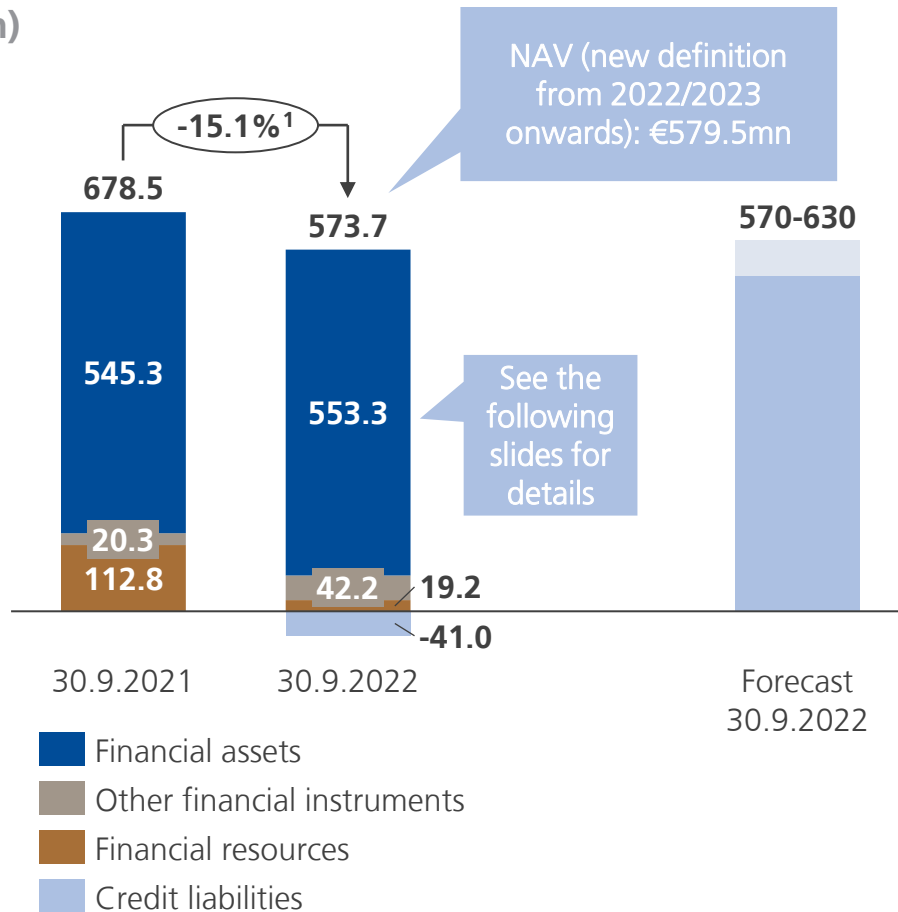 n)
NAV (new definition
from 2022/2023
onwards): €579.5mn
-15.1%¹
678.5
573.7
570-630
545.3
553.3
See the
following
slides for
details
20.3
112.8
42.2
19.2
-41.0
30.9.2021
30.9.2022
Forecast
30.9.2022
Financial assets
Other financial instruments
Financial resources
Credit liabilities